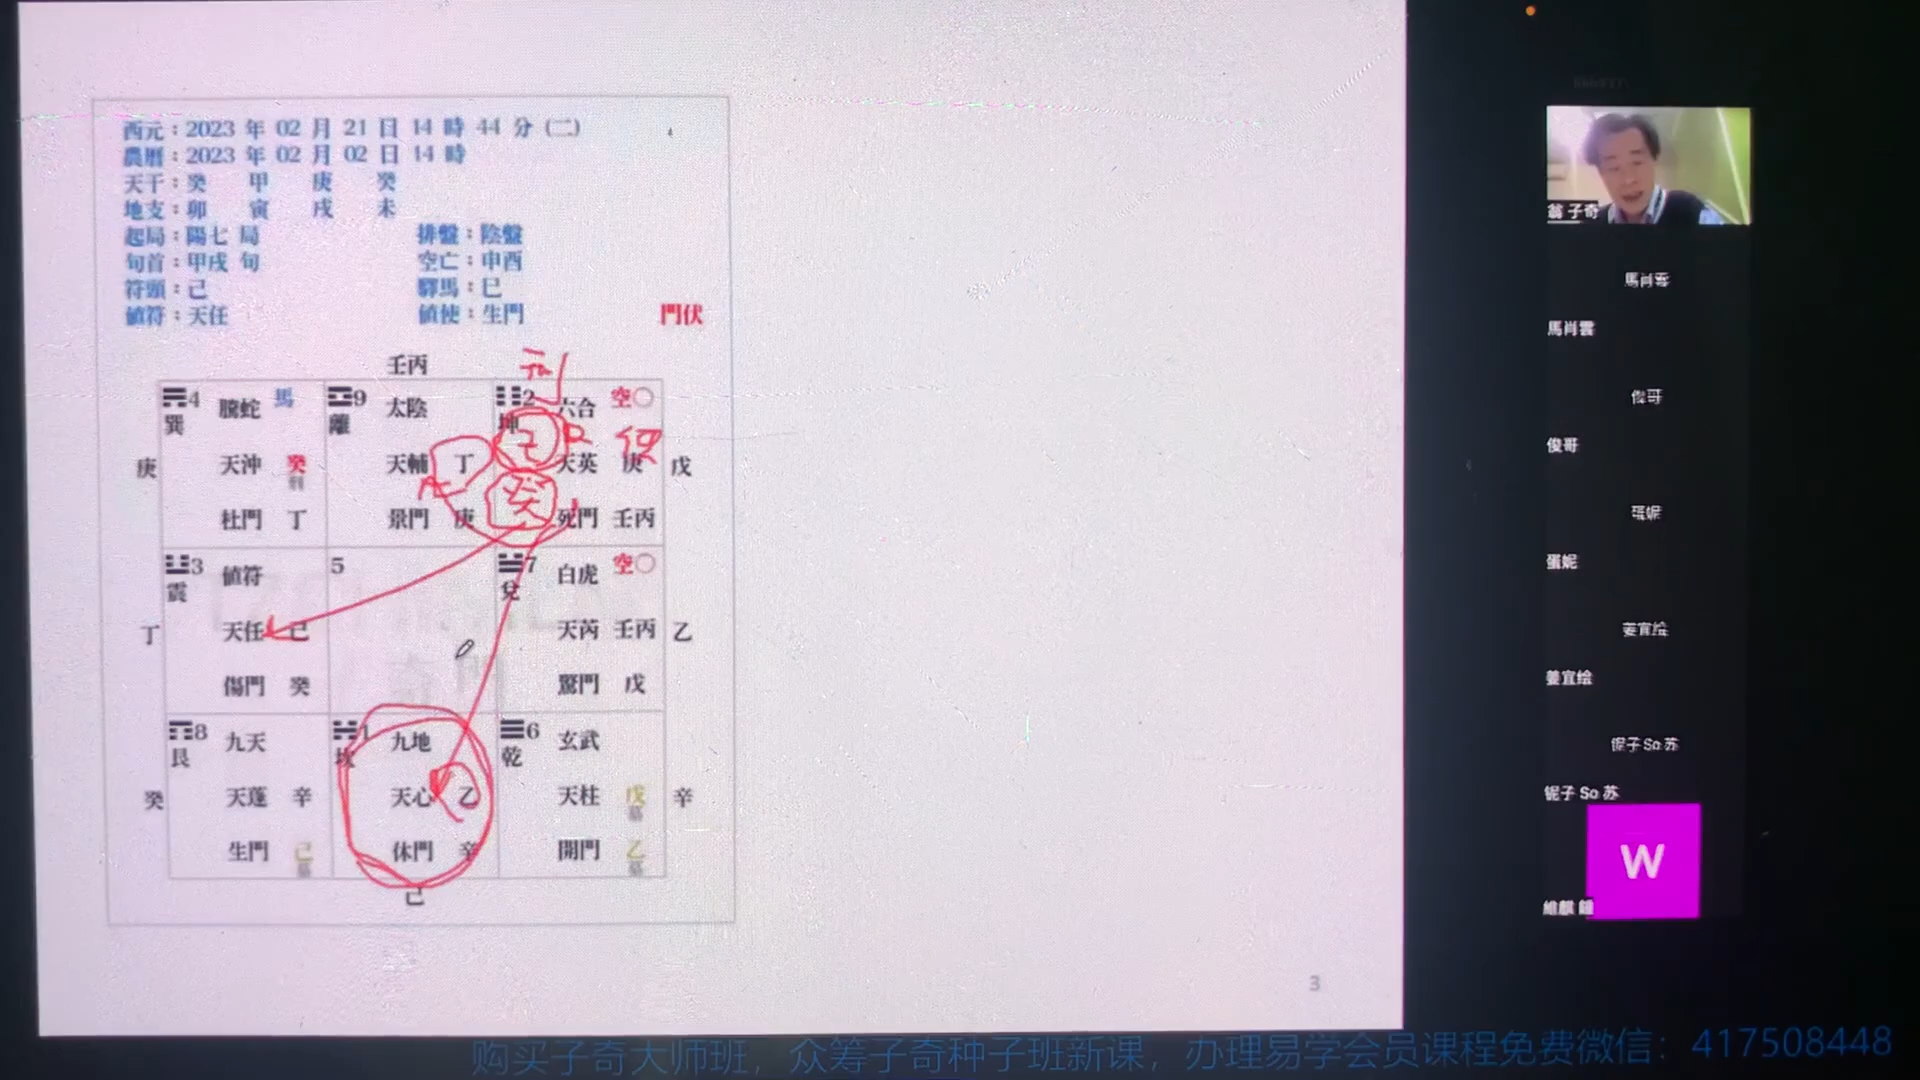 西元：2023 年 02 月 21 日 14 時 44 分 (二)
農曆：2023 年 02 月 02 日 14 時
天干：癸 甲 庚 癸
地支：卯 寅 戌 未
起局：陽七 局 排盤：陰盤
旬首：甲戌 旬 空亡：申酉
符頭：己 驛馬：巳
值符：天任 值使：生門 門伏
壬丙
4 螣蛇 馬 9 太陰 2 六合 空○
巽 離 坤
己
庚 天沖 癸 天輔 丁 天英 庚 戊
刑
癸
杜門 丁 景門 庚 死門 壬丙
3 值符 5 7 白虎 空○
震 兌
丁 天任 己 天芮 壬丙 乙
傷門 癸 驚門 戊
8 九天 1 九地 6 玄武
艮 坎 乾
癸 天蓬 辛 天心 乙 天柱 戊 辛
墓
生門 己 休門 辛 開門 乙
墓 墓
己
3
翁 子奇
馬肖雲
馬肖雲
俊哥
蛋妮
姜宜绘
姜宜绘
铌子 So 苏
铌子 So 苏
W
購买子奇大师班，众筹子奇种子班新课，办理易学会员课程免费微信：417508448